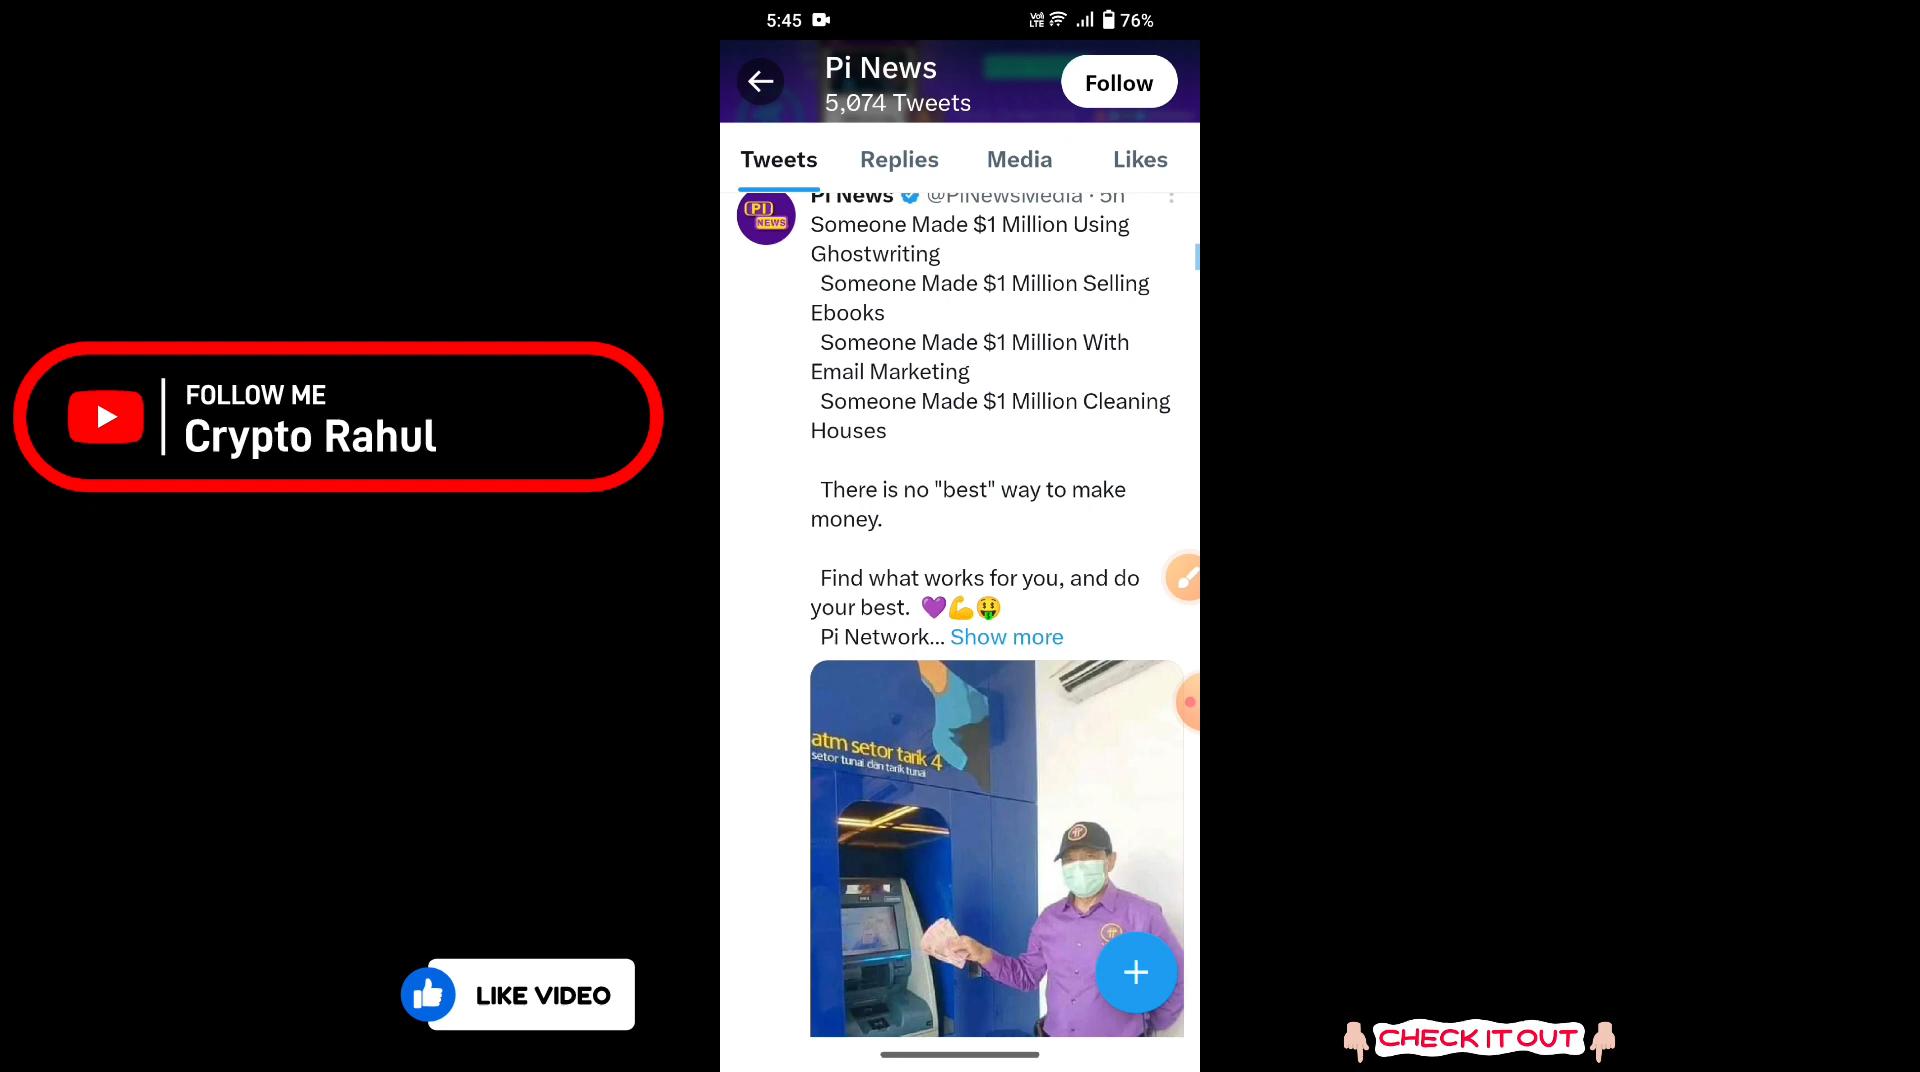 5:45
Vo))
LTE
76%
Pi News
5,074 Tweets
Follow
Tweets
Replies
Media
Likes
Pi News @PiNewsMedia · 5h
PI
NEWS
Someone Made $1 Million Using
Ghostwriting
Someone Made $1 Million Selling
Ebooks
Someone Made $1 Million With
Email Marketing
Someone Made $1 Million Cleaning
Houses
There is no "best" way to make
money.
Find what works for you, and do
your best. 💜💪🤑
Pi Network... Show more
atm setor tarik 4
setor tunai dan tarik tunai
FOLLOW ME
Crypto Rahul
LIKE VIDEO
CHECK IT OUT